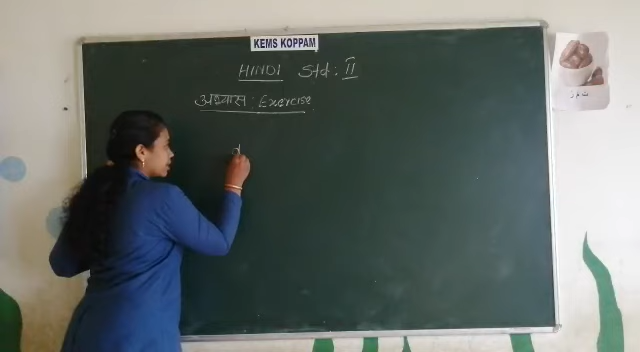 KEMS KOPPAM
HINDI Std: II
अभ्यास : Exercise